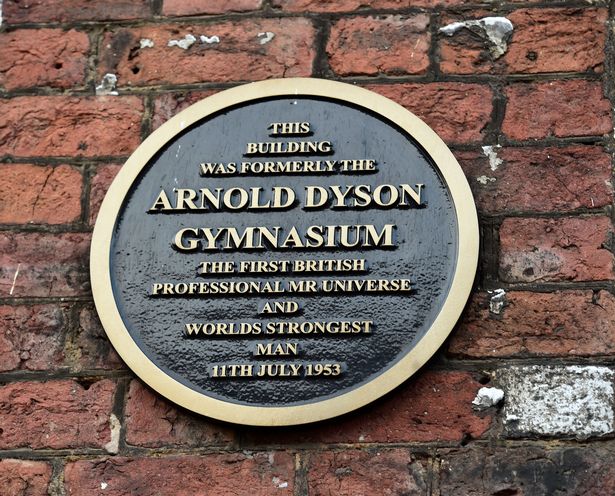 THIS
BUILDING
WAS FORMERLY THE
ARNOLD DYSON
GYMNASIUM
THE FIRST BRITISH
PROFESSIONAL MR UNIVERSE
AND
WORLDS STRONGEST
MAN
11TH JULY 1953